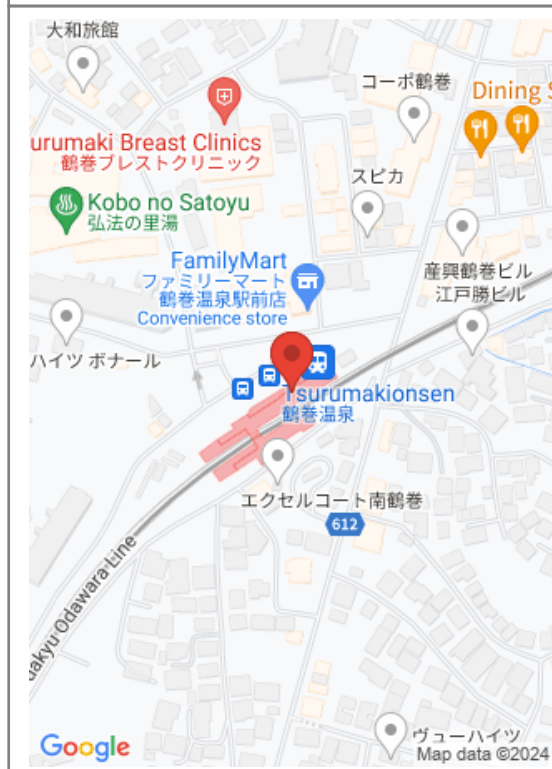 大和旅館
コーポ鶴巻
Dining S
urumaki Breast Clinics
鶴巻ブレストクリニック
スピカ
Kobo no Satoyu
弘法の里湯
FamilyMart
ファミリーマート
鶴巻温泉駅前店
Convenience store
産興鶴巻ビル
江戸勝ビル
ハイツ ボナール
Tsurumakionsen
鶴巻温泉
エクセルコート南鶴巻
612
dakyu Odawara Line
ヴューハイツ
Google
Map data ©2024